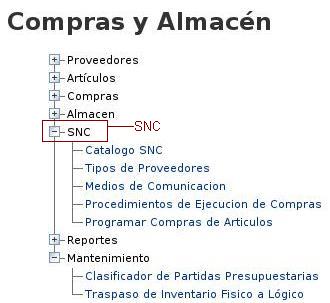 Compras y Almacén
Proveedores
Artículos
Compras
Almacen
SNC SNC
Catalogo SNC
Tipos de Proveedores
Medios de Comunicacion
Procedimientos de Ejecucion de Compras
Programar Compras de Articulos
Reportes
Mantenimiento
Clasificador de Partidas Presupuestarias
Traspaso de Inventario Fisico a Lógico